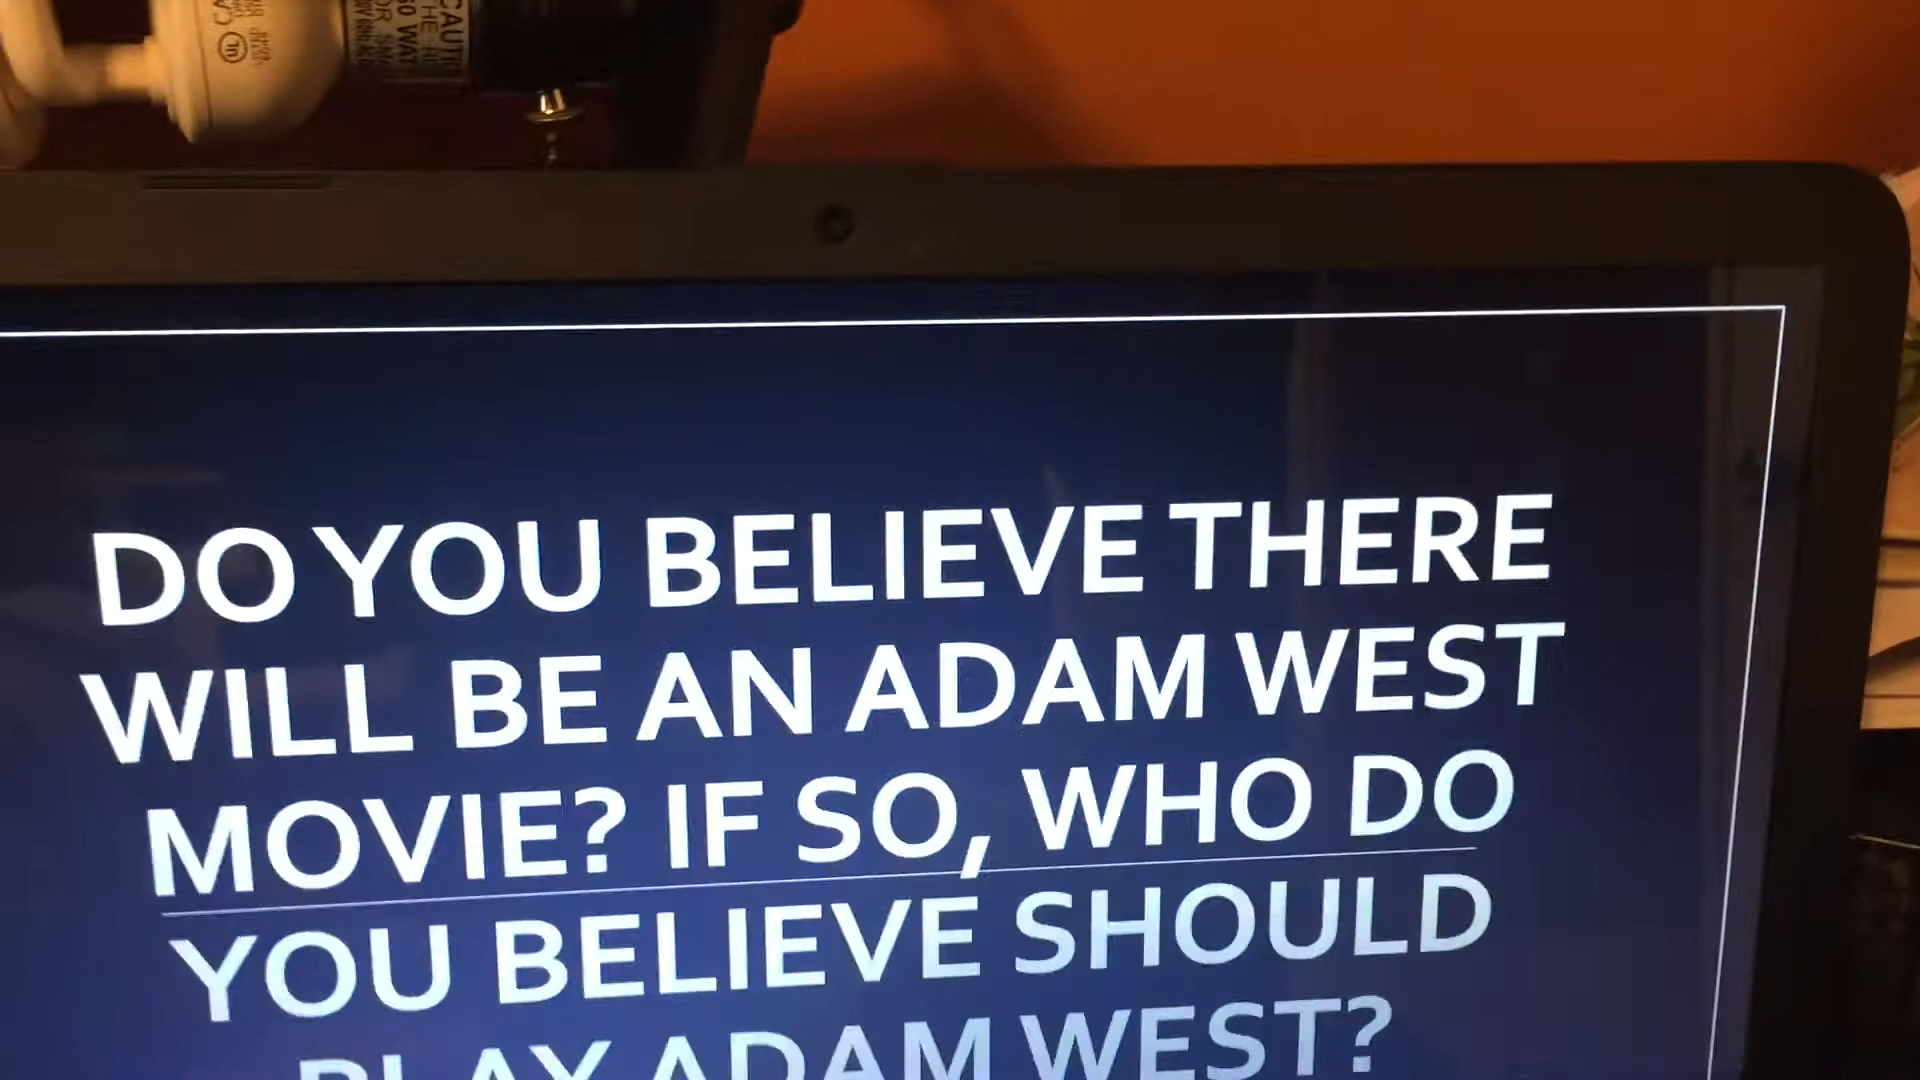 DO YOU BELIEVE THERE
WILL BE AN ADAM WEST
MOVIE? IF SO, WHO DO
YOU BELIEVE SHOULD
PLAY ADAM WEST?